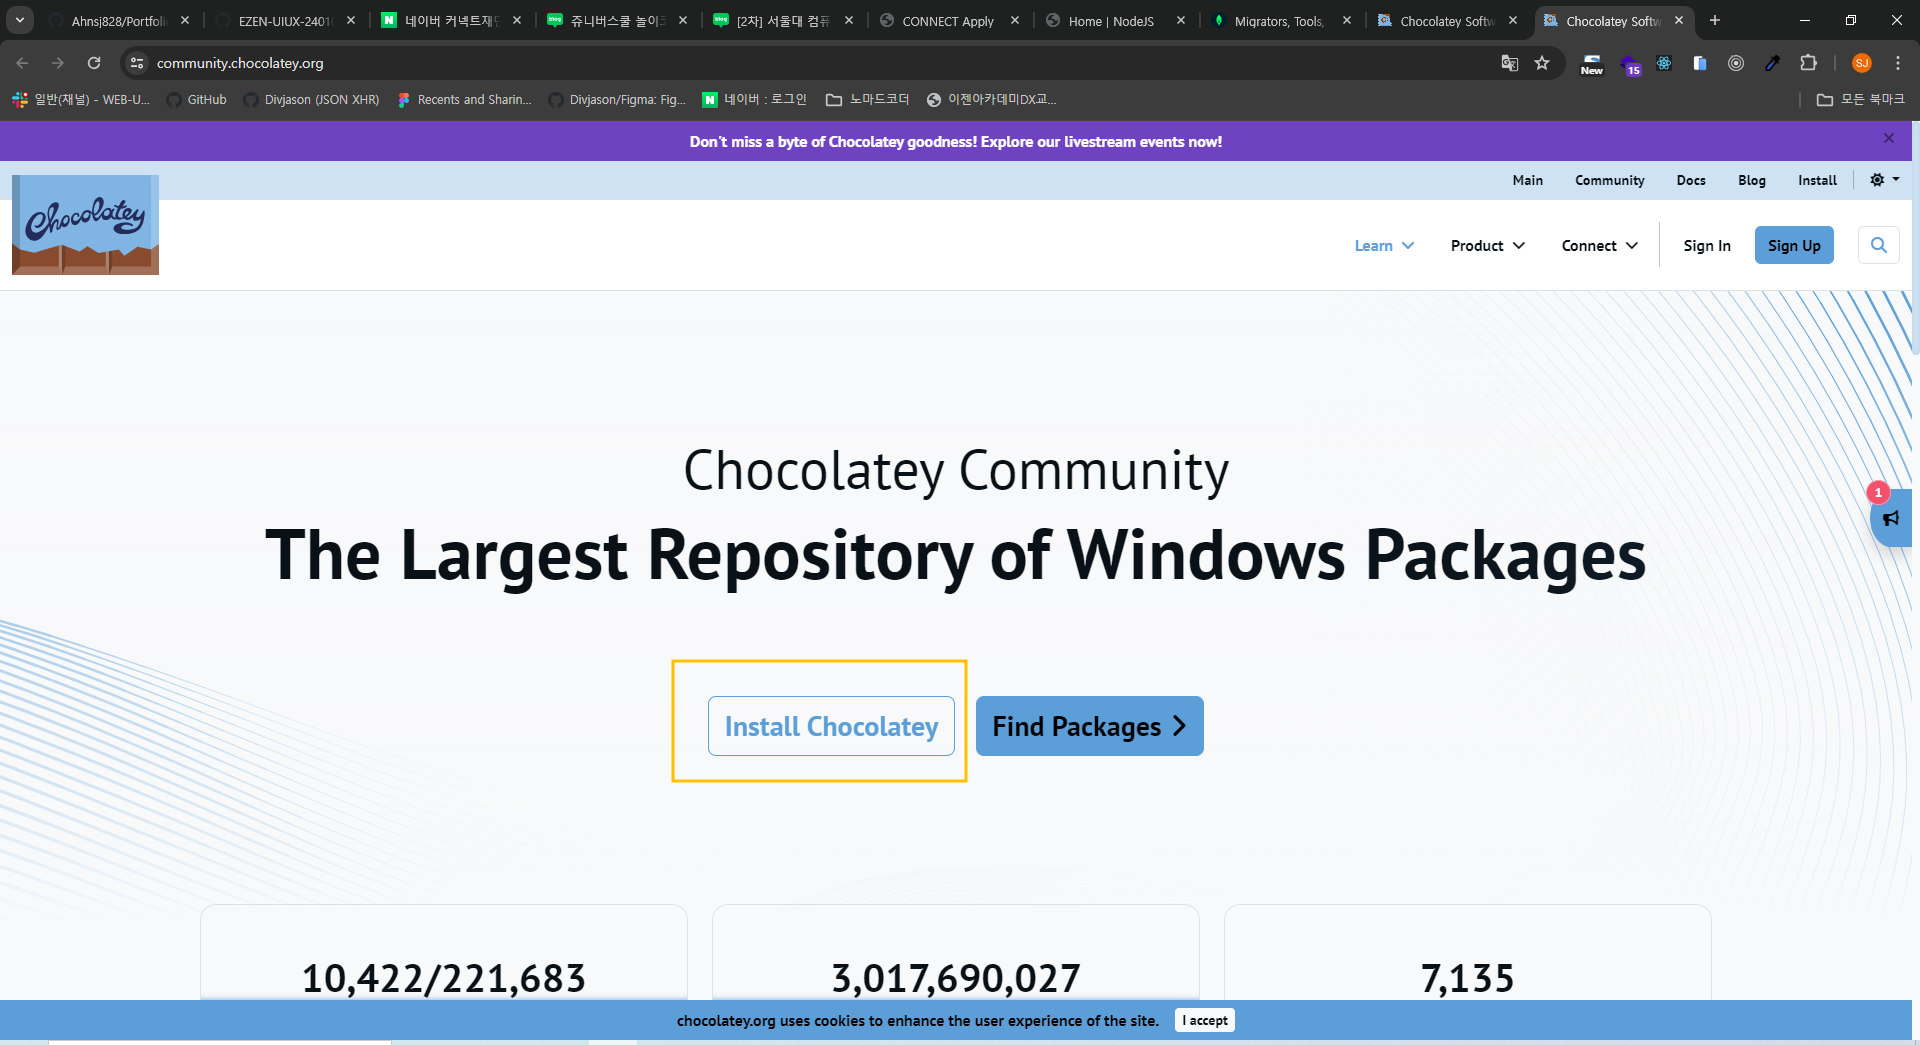 Ahnsj828/Portfoli
EZEN-UIUX-2401
네이버 커넥트재단
쥬니버스쿨 놀이코
[2차] 서울대 컴퓨
CONNECT Apply
Home | NodeJS
Migrators, Tools,
Chocolatey Softw
Chocolatey Softw
community.chocolatey.org
New
15
SJ
일반(채널) - WEB-U...
GitHub
Divjason (JSON XHR)
Recents and Sharin...
Divjason/Figma: Fig...
네이버 : 로그인
노마드코더
이젠아카데미DX교...
모든 북마크
Don't miss a byte of Chocolatey goodness! Explore our livestream events now!
Main
Community
Docs
Blog
Install
Chocolatey
Learn
Product
Connect
Sign In
Sign Up
Chocolatey Community
The Largest Repository of Windows Packages
1
Install Chocolatey
Find Packages
10,422/221,683
3,017,690,027
7,135
chocolatey.org uses cookies to enhance the user experience of the site.
I accept